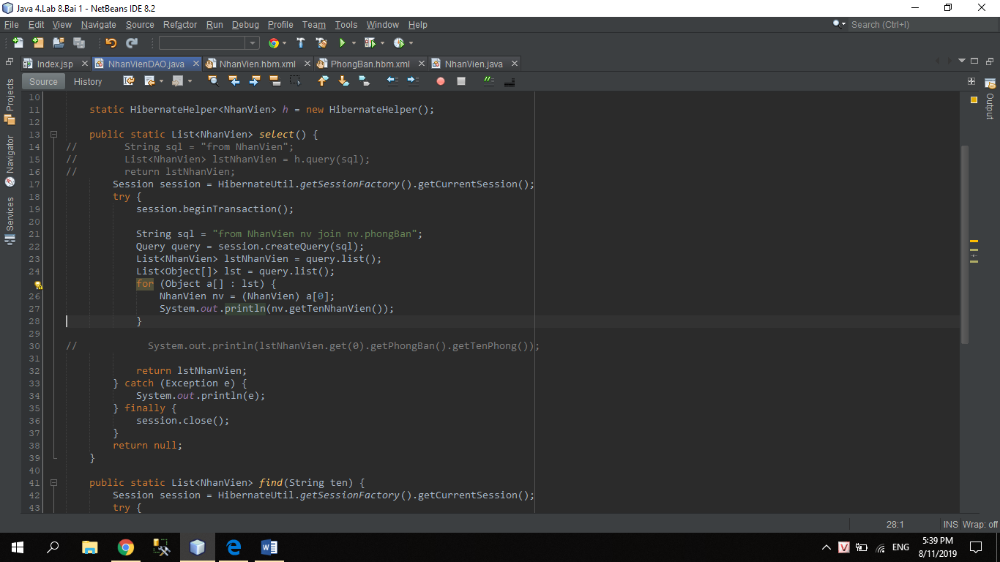 Java 4.Lab 8.Bai 1 - NetBeans IDE 8.2
File Edit View Navigate Source Refactor Run Debug Profile Team Tools Window Help
Search (Ctrl+I)
Index.jsp NhanVienDAO.java NhanVien.hbm.xml PhongBan.hbm.xml NhanVien.java
Source History
Projects
Navigator
Services
Output
10
11 static HibernateHelper<NhanVien> h = new HibernateHelper();
12
13 public static List<NhanVien> select() {
14 // String sql = "from NhanVien";
15 // List<NhanVien> lstNhanVien = h.query(sql);
16 // return lstNhanVien;
17 Session session = HibernateUtil.getSessionFactory().getCurrentSession();
18 try {
19 session.beginTransaction();
20
21 String sql = "from NhanVien nv join nv.phongBan";
22 Query query = session.createQuery(sql);
23 List<NhanVien> lstNhanVien = query.list();
24 List<Object[]> lst = query.list();
for (Object a[] : lst) {
26 NhanVien nv = (NhanVien) a[0];
27 System.out.println(nv.getTenNhanVien());
28 }
29
30 // System.out.println(lstNhanVien.get(0).getPhongBan().getTenPhong());
31
32 return lstNhanVien;
33 } catch (Exception e) {
34 System.out.println(e);
35 } finally {
36 session.close();
37 }
38 return null;
39 }
40
41 public static List<NhanVien> find(String ten) {
42 Session session = HibernateUtil.getSessionFactory().getCurrentSession();
43 try {
28:1 INS Wrap: off
ENG
5:39 PM
8/11/2019